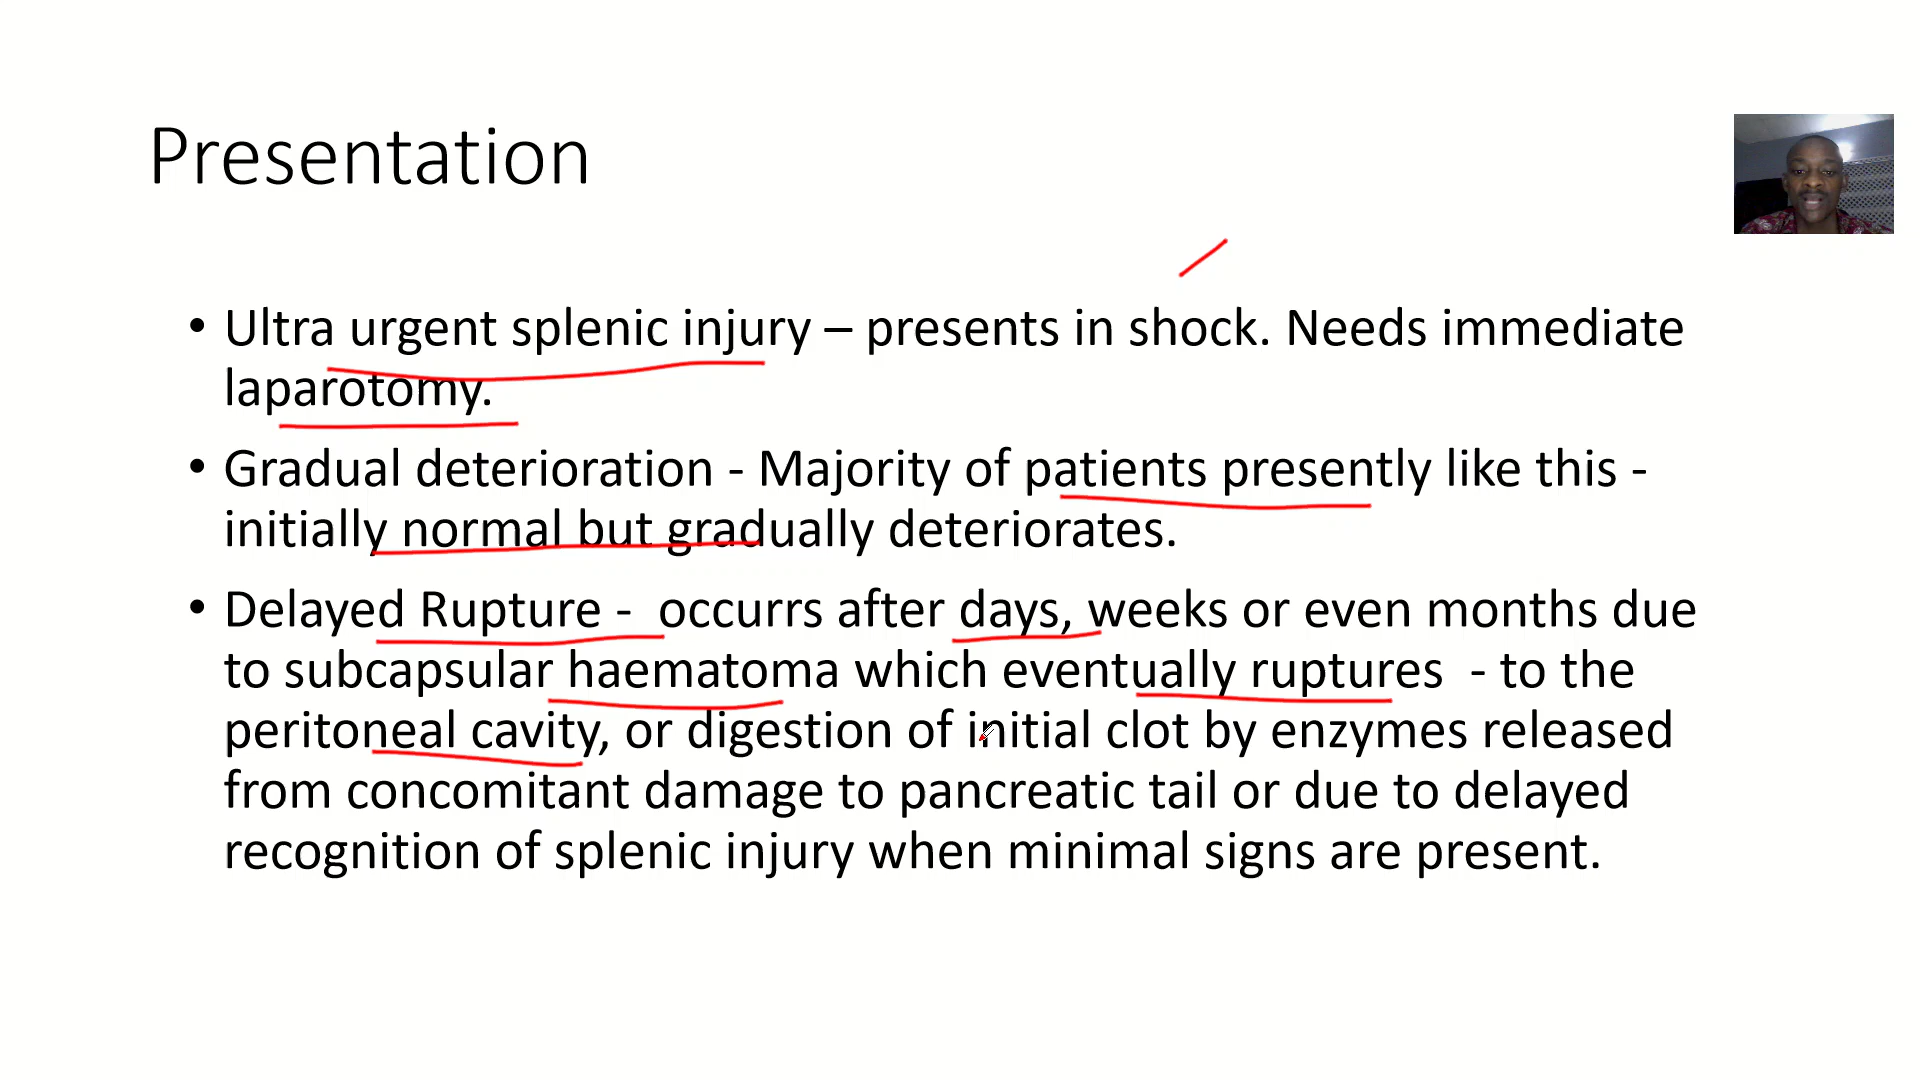 Presentation
• Ultra urgent splenic injury – presents in shock. Needs immediate
laparotomy.
• Gradual deterioration - Majority of patients presently like this -
initially normal but gradually deteriorates.
• Delayed Rupture -  occurrs after days, weeks or even months due
to subcapsular haematoma which eventually ruptures  - to the
peritoneal cavity, or digestion of initial clot by enzymes released
from concomitant damage to pancreatic tail or due to delayed
recognition of splenic injury when minimal signs are present.